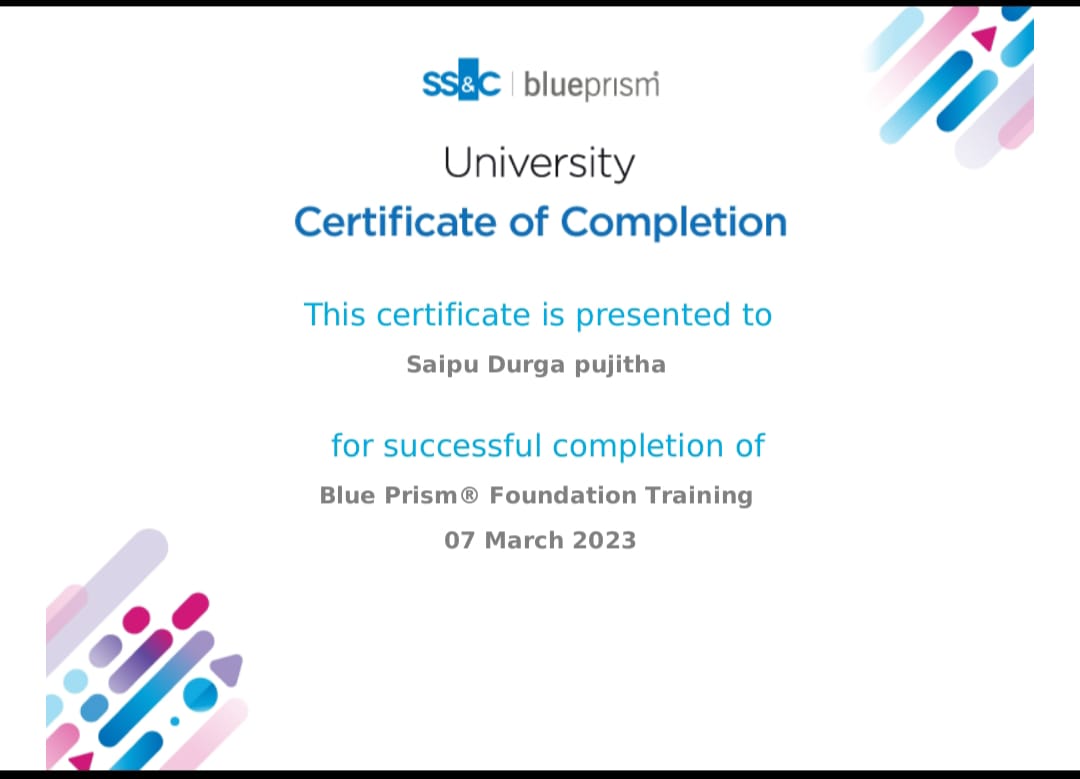 SS&C | blueprism
University
Certificate of Completion
This certificate is presented to
Saipu Durga pujitha
for successful completion of
Blue Prism® Foundation Training
07 March 2023